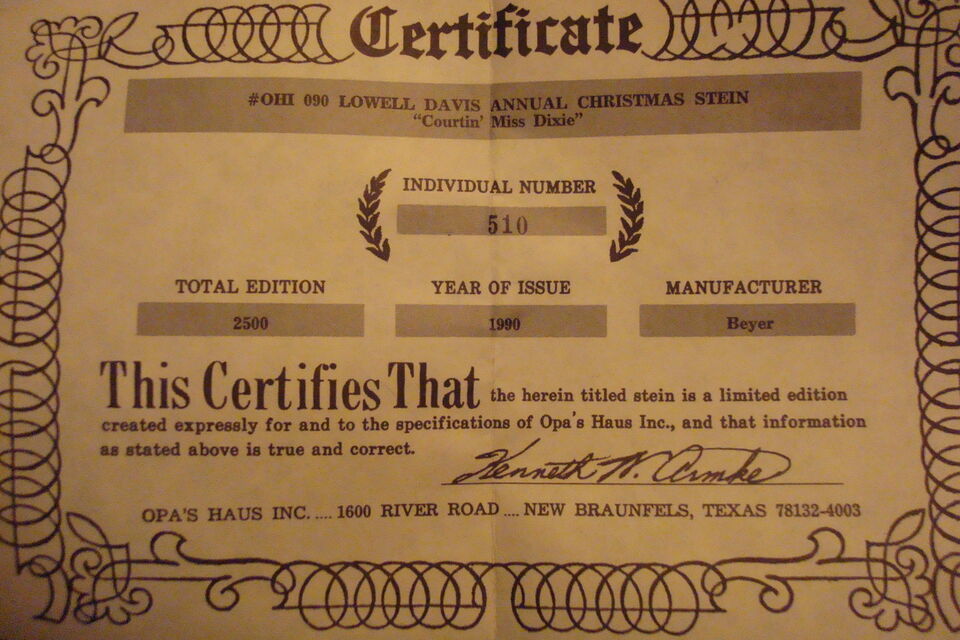 Certificate
#OHI 090 LOWELL DAVIS ANNUAL CHRISTMAS STEIN
"Courtin' Miss Dixie"
INDIVIDUAL NUMBER
510
TOTAL EDITION YEAR OF ISSUE MANUFACTURER
2500 1990 Beyer
This Certifies That the herein titled stein is a limited edition
created expressly for and to the specifications of Opa's Haus Inc., and that information
as stated above is true and correct.
Kenneth W. Armke
OPA'S HAUS INC. .... 1600 RIVER ROAD .... NEW BRAUNFELS, TEXAS 78132-4003